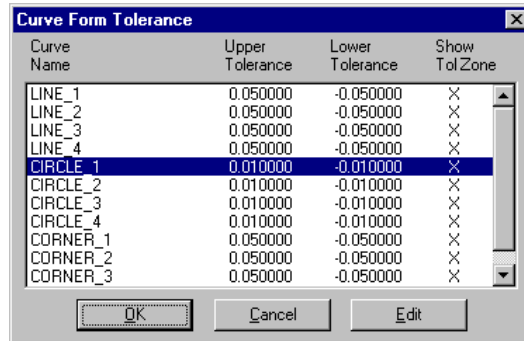 Curve Form Tolerance
Curve Name Upper Tolerance Lower Tolerance Show Tol Zone
LINE_1 0.050000 -0.050000 X
LINE_2 0.050000 -0.050000 X
LINE_3 0.050000 -0.050000 X
LINE_4 0.050000 -0.050000 X
CIRCLE_1 0.010000 -0.010000 X
CIRCLE_2 0.010000 -0.010000 X
CIRCLE_3 0.010000 -0.010000 X
CIRCLE_4 0.010000 -0.010000 X
CORNER_1 0.050000 -0.050000 X
CORNER_2 0.050000 -0.050000 X
CORNER_3 0.050000 -0.050000 X
OK Cancel Edit